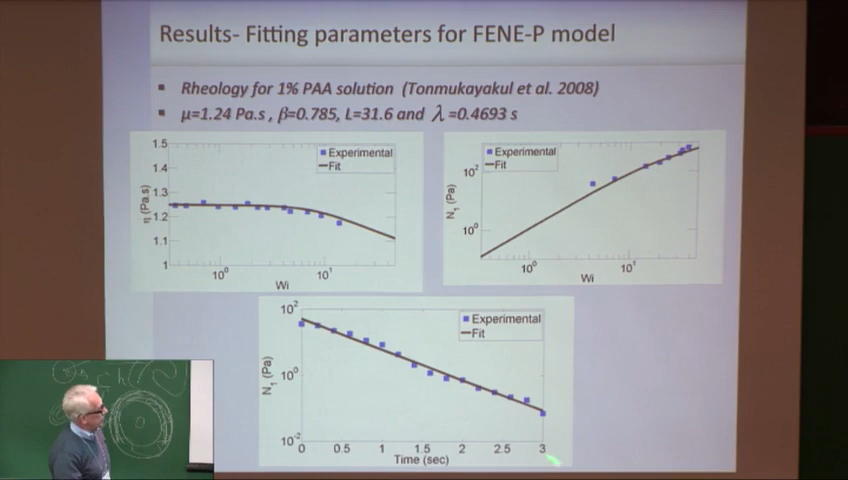 Results- Fitting parameters for FENE-P model
▪ Rheology for 1% PAA solution (Tonmukayakul et al. 2008)
▪ μ=1.24 Pa.s , β=0.785, L=31.6 and λ =0.4693 s
1.5
1.4
1.3
1.2
1.1
1
η (Pa.s)
10⁰
10¹
Wi
Experimental
Fit
10²
10⁰
N₁ (Pa)
10⁰
10¹
Wi
Experimental
Fit
10²
10⁰
10⁻²
N₁ (Pa)
0 0.5 1 1.5 2 2.5 3
Time (sec)
Experimental
Fit